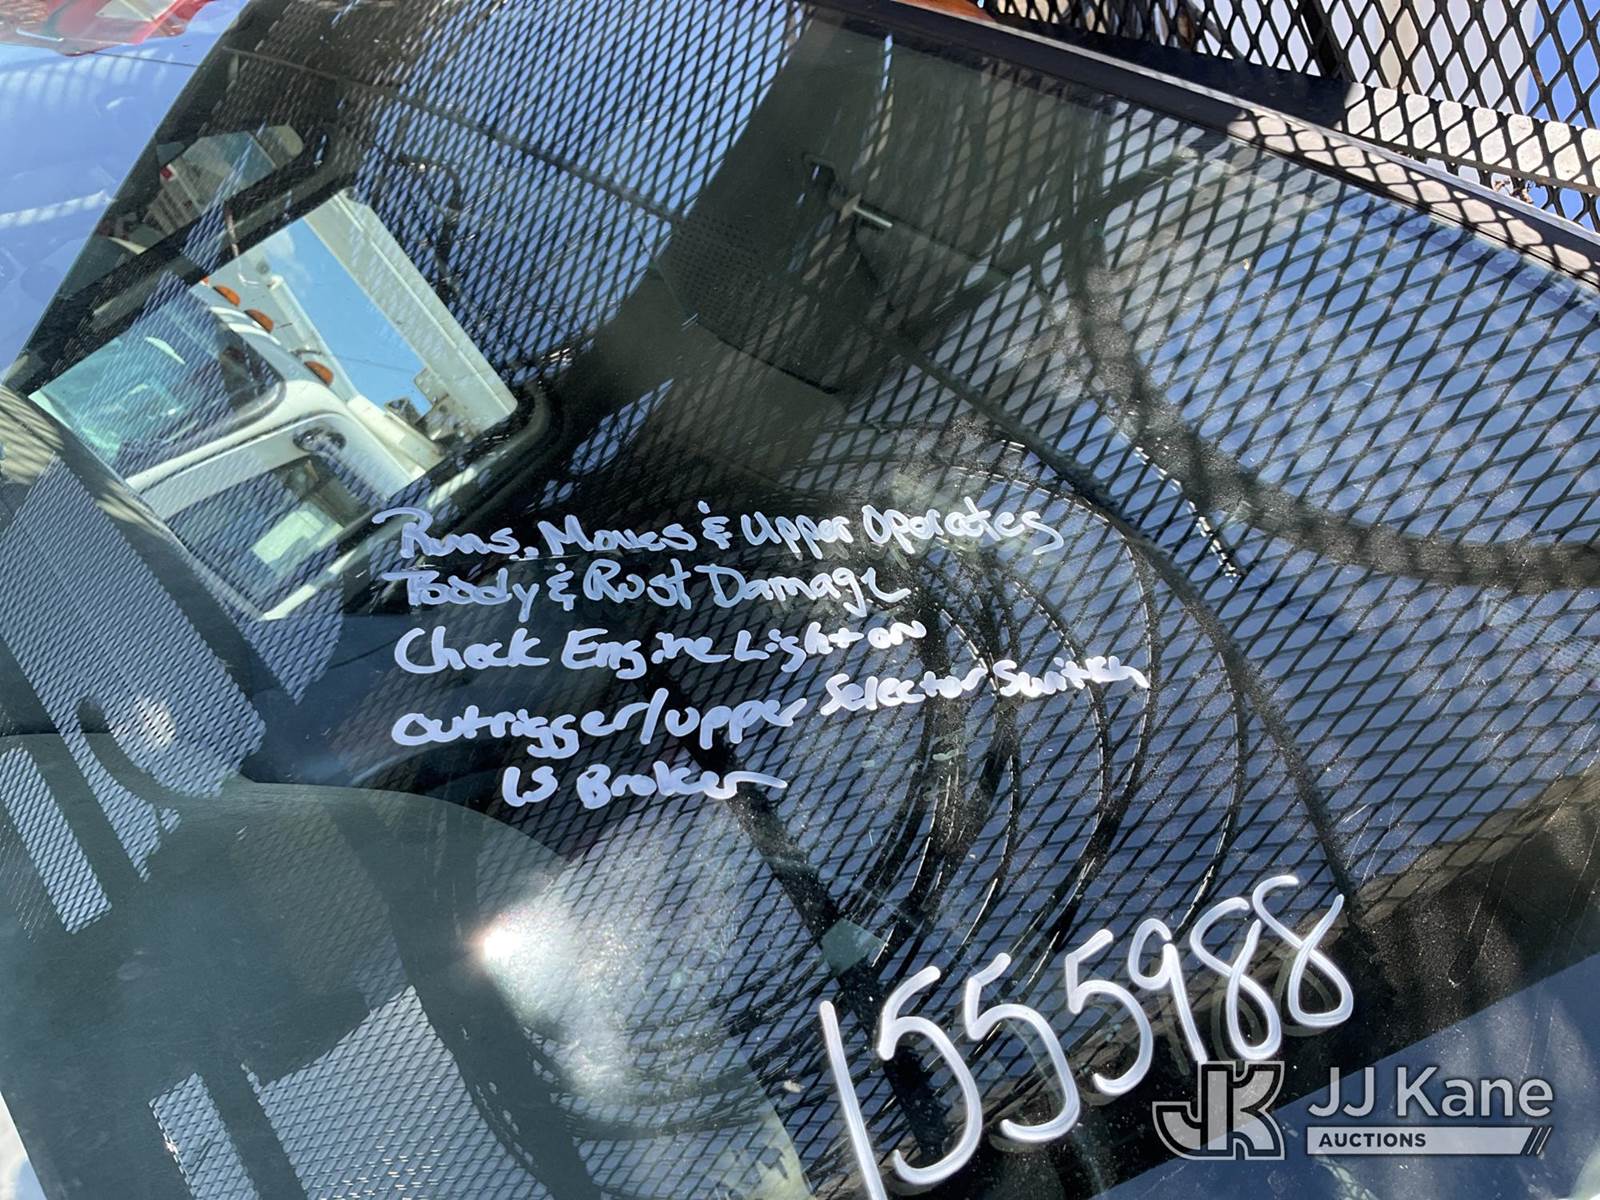 Runs, Moves & Upper Operates
Body & Rust Damage
Check Engine Light on
Outrigger/upper Selector Switch
is Broken
1555988
JK JJ Kane
AUCTIONS